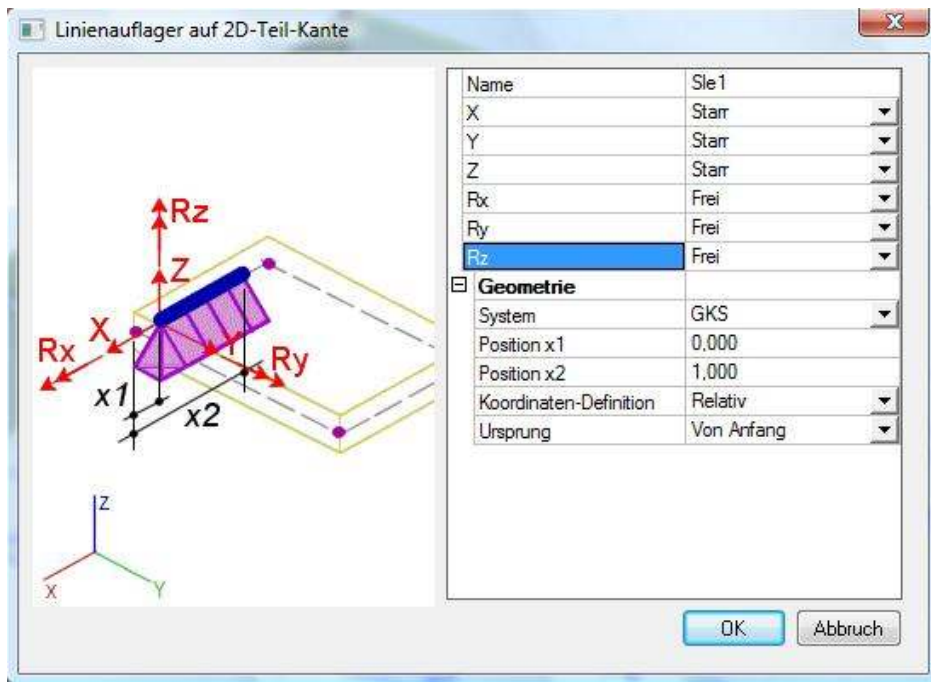 Linienauflager auf 2D-Teil-Kante
Name Sle1
X Starr
Y Starr
Z Starr
Rx Frei
Ry Frei
Rz Frei
Geometrie
System GKS
Position x1 0,000
Position x2 1,000
Koordinaten-Definition Relativ
Ursprung Von Anfang
Rz
Z
X
Rx
Y
Ry
x1
x2
Z
X
Y
OK Abbruch